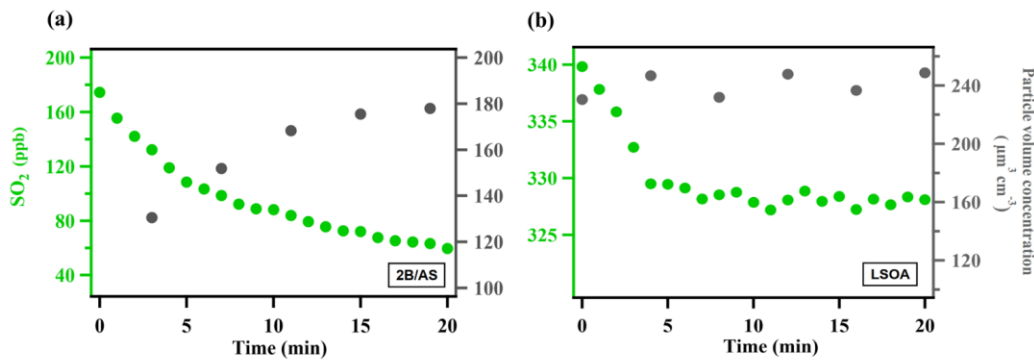 (a)
200
160
120
80
40
SO₂ (ppb)
200
180
160
140
120
100
2B/AS
0 5 10 15 20
Time (min)
(b)
340
335
330
325
240
200
160
120
Particle volume concentration
( μm³ cm⁻³·)
LSOA
0 5 10 15 20
Time (min)